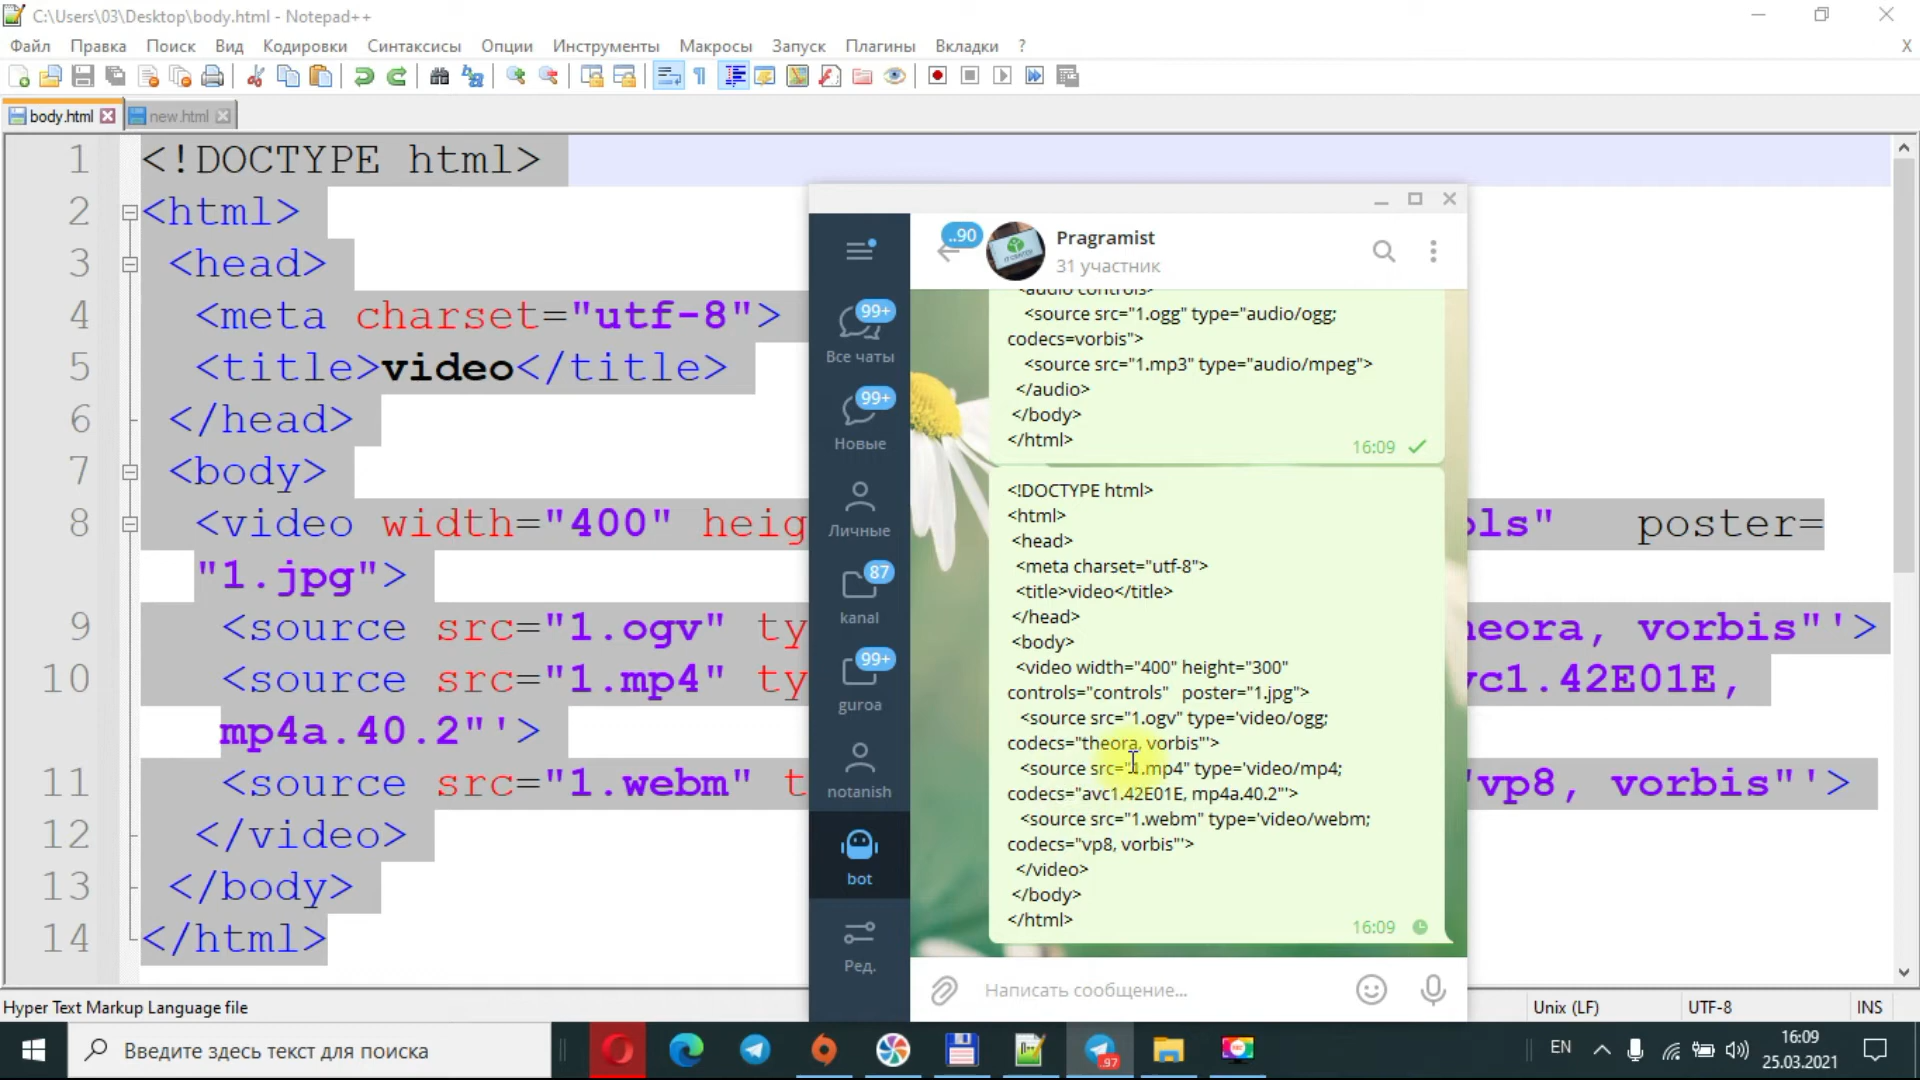 C:\Users\03\Desktop\body.html - Notepad++
Файл Правка Поиск Вид Кодировки Синтаксисы Опции Инструменты Макросы Запуск Плагины Вкладки ? X
body.html new.html
1 <!DOCTYPE html>
2 <html>
3 <head>
4 <meta charset="utf-8">
5 <title>video</title>
6 </head>
7 <body>
8 <video width="400" heig ols" poster=
"1.jpg">
9 <source src="1.ogv" ty heora, vorbis"'>
10 <source src="1.mp4" ty vc1.42E01E,
mp4a.40.2"'>
11 <source src="1.webm" t "vp8, vorbis"'>
12 </video>
13 </body>
14 </html>
..90
Pragramist
31 участник
99+
Все чаты
99+
Новые
Личные
87
kanal
99+
guroa
notanish
bot
Ред.
<audio controls>
<source src="1.ogg" type="audio/ogg;
codecs=vorbis">
<source src="1.mp3" type="audio/mpeg">
</audio>
</body>
</html>
16:09
<!DOCTYPE html>
<html>
<head>
<meta charset="utf-8">
<title>video</title>
</head>
<body>
<video width="400" height="300"
controls="controls" poster="1.jpg">
<source src="1.ogv" type='video/ogg;
codecs="theora, vorbis"'>
<source src="1.mp4" type='video/mp4;
codecs="avc1.42E01E, mp4a.40.2"'>
<source src="1.webm" type='video/webm;
codecs="vp8, vorbis"'>
</video>
</body>
</html>
16:09
Написать сообщение...
Hyper Text Markup Language file Unix (LF) UTF-8 INS
Введите здесь текст для поиска
97
EN
16:09
25.03.2021